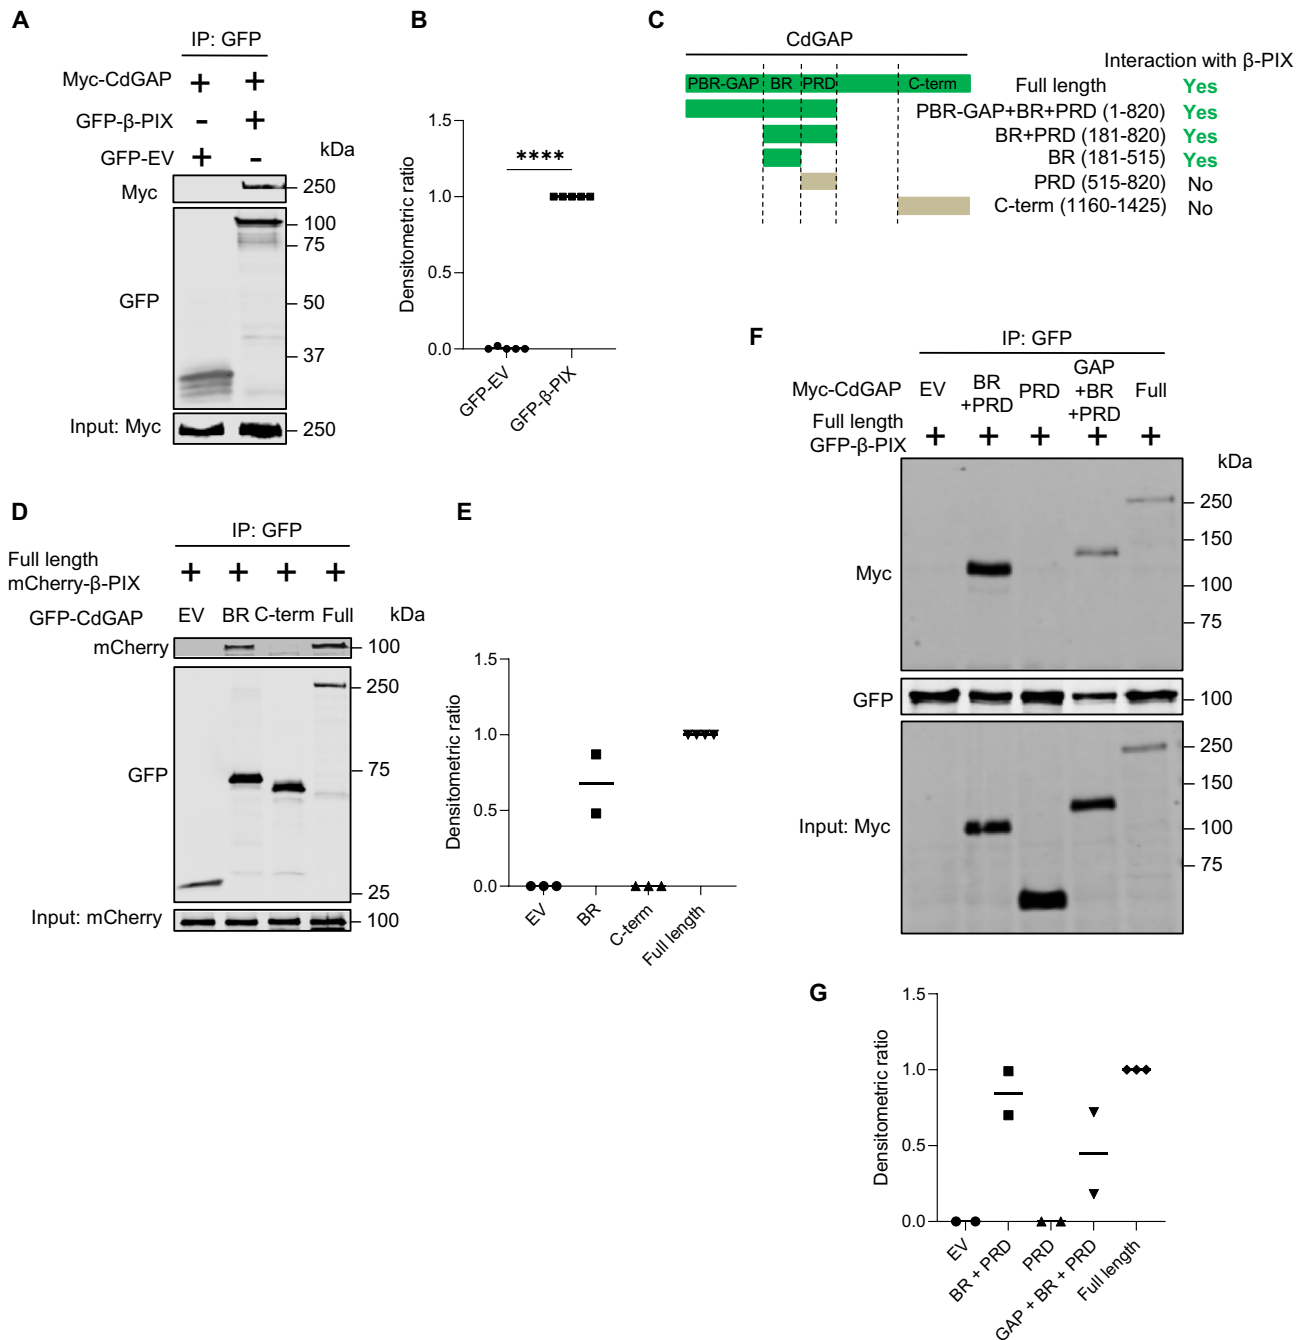 A
IP: GFP
Myc-CdGAP + +
GFP-β-PIX - +
GFP-EV + -
kDa
Myc
250
GFP
100
75
50
37
Input: Myc
250
B
Densitometric ratio
1.5
1.0
0.5
0.0
****
GFP-EV
GFP-β-PIX
C
CdGAP
Interaction with β-PIX
PBR-GAP BR PRD C-term Full length Yes
PBR-GAP+BR+PRD (1-820) Yes
BR+PRD (181-820) Yes
BR (181-515) Yes
PRD (515-820) No
C-term (1160-1425) No
D
IP: GFP
Full length
mCherry-β-PIX + + + +
GFP-CdGAP EV BR C-term Full kDa
mCherry
100
250
GFP
75
25
Input: mCherry
100
E
Densitometric ratio
1.5
1.0
0.5
0.0
EV
BR
C-term
Full length
F
IP: GFP
Myc-CdGAP EV BR +PRD PRD GAP +BR +PRD Full
Full length
GFP-β-PIX + + + + +
kDa
Myc
250
150
100
75
GFP
100
Input: Myc
250
150
100
75
G
Densitometric ratio
1.5
1.0
0.5
0.0
EV
BR + PRD
PRD
GAP + BR + PRD
Full length